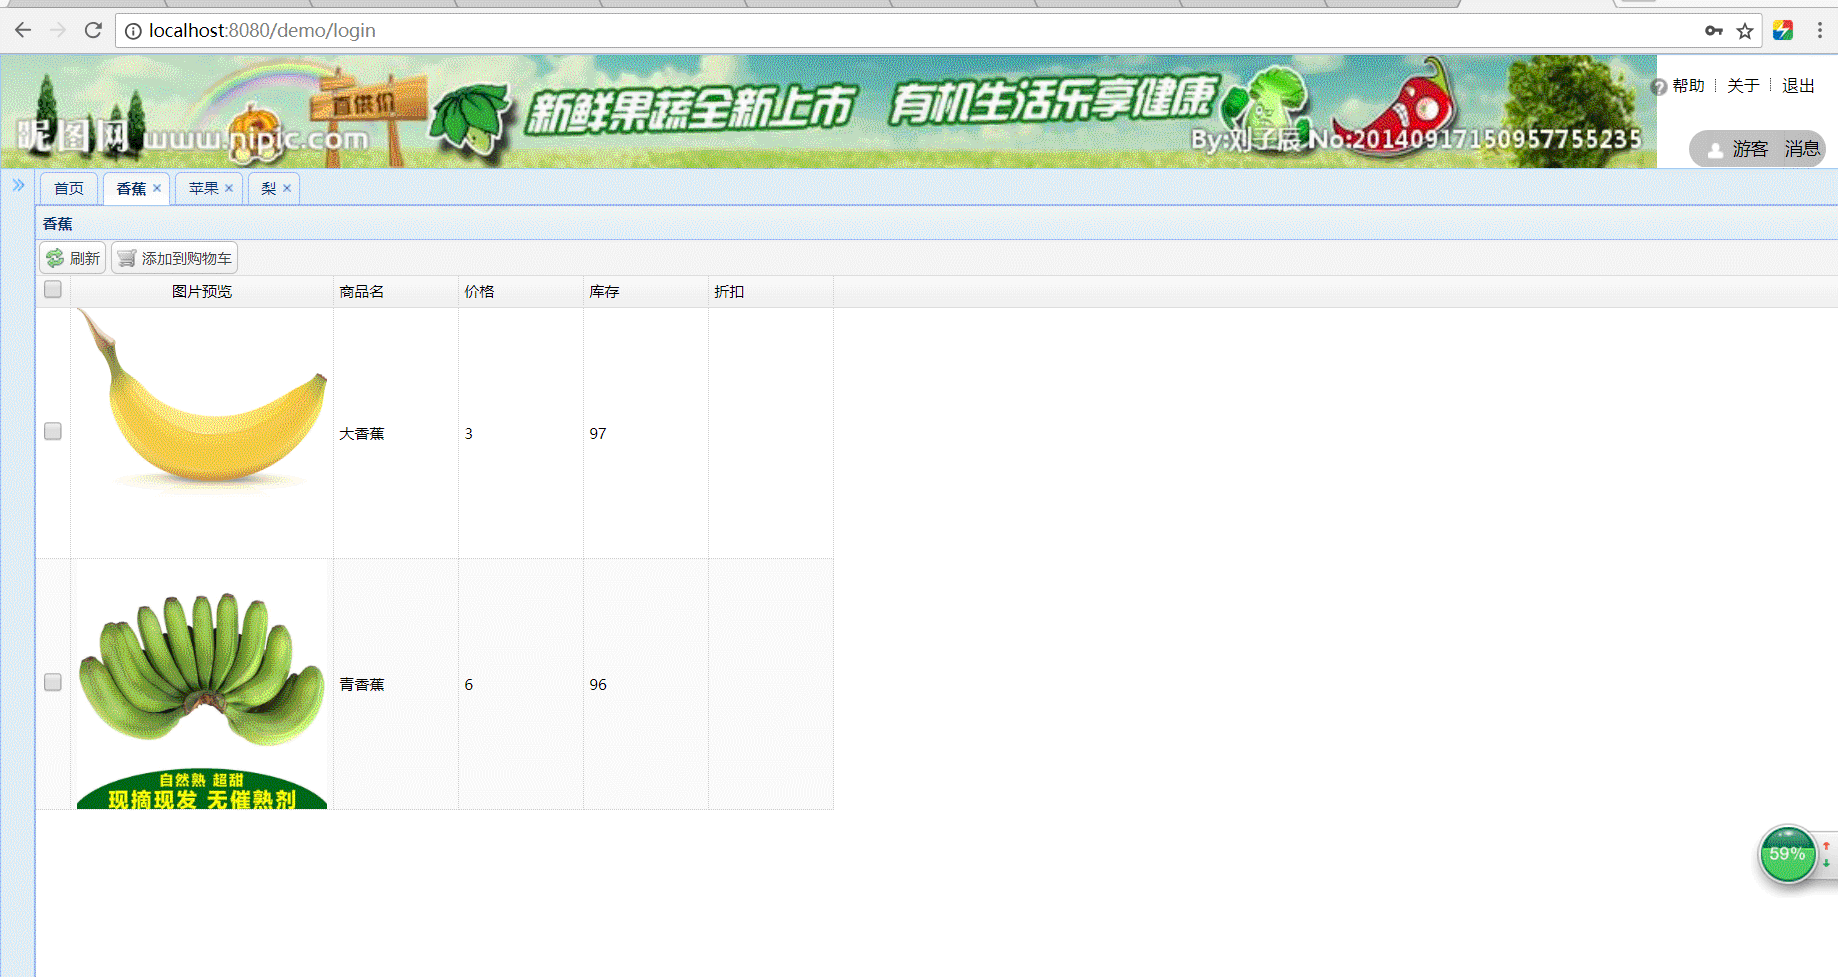 localhost:8080/demo/login
直供价
新鲜果蔬全新上市 有机生活乐享健康
昵图网 www.nipic.com
By:刘子辰 No:20140917150957755235
帮助 关于 退出
游客 消息
首页 香蕉 苹果 梨
香蕉
刷新 添加到购物车
图片预览 商品名 价格 库存 折扣
大香蕉 3 97
青香蕉 6 96
自然熟 超甜
现摘现发 无催熟剂
59%